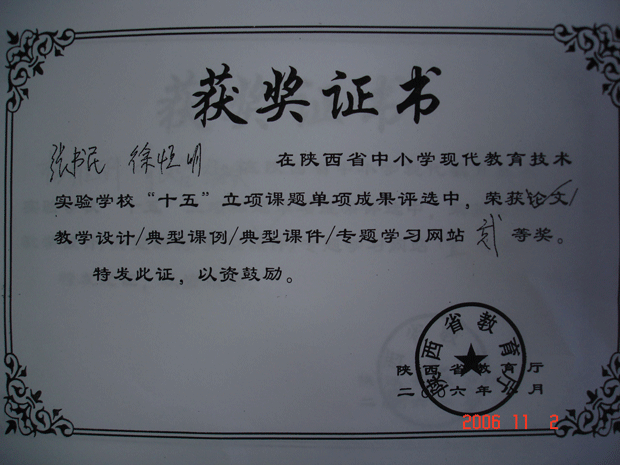 获奖证书
张书民 徐恒明 在陕西省中小学现代教育技术
实验学校“十五”立项课题单项成果评选中，荣获论文/
教学设计/典型课例/典型课件/专题学习网站 贰 等奖。
特发此证，以资鼓励。
陕西省教育厅
陕西省教育厅
二〇〇六年 月
2006 11 2